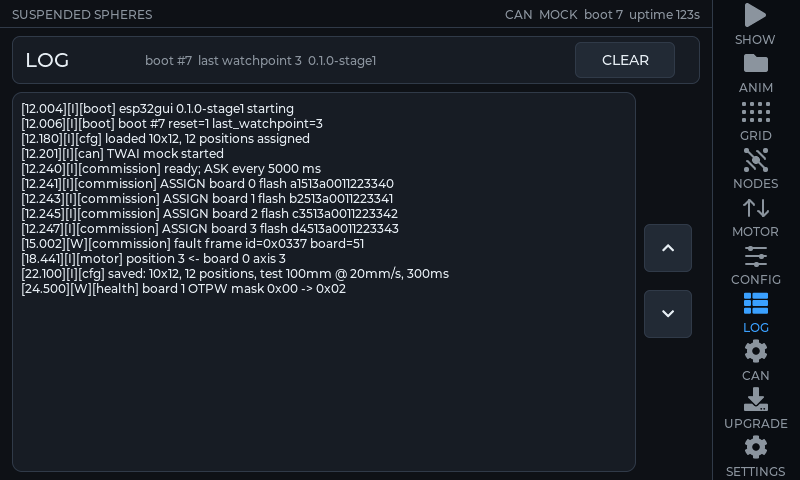 SUSPENDED SPHERES
CAN MOCK boot 7 uptime 123s
LOG
boot #7 last watchpoint 3 0.1.0-stage1
CLEAR
[12.004][I][boot] esp32gui 0.1.0-stage1 starting
[12.006][I][boot] boot #7 reset=1 last_watchpoint=3
[12.180][I][cfg] loaded 10x12, 12 positions assigned
[12.201][I][can] TWAI mock started
[12.240][I][commission] ready; ASK every 5000 ms
[12.241][I][commission] ASSIGN board 0 flash a1513a0011223340
[12.243][I][commission] ASSIGN board 1 flash b2513a0011223341
[12.245][I][commission] ASSIGN board 2 flash c3513a0011223342
[12.247][I][commission] ASSIGN board 3 flash d4513a0011223343
[15.002][W][commission] fault frame id=0x0337 board=51
[18.441][I][motor] position 3 <- board 0 axis 3
[22.100][I][cfg] saved: 10x12, 12 positions, test 100mm @ 20mm/s, 300ms
[24.500][W][health] board 1 OTPW mask 0x00 -> 0x02
SHOW
ANIM
GRID
NODES
MOTOR
CONFIG
LOG
CAN
UPGRADE
SETTINGS